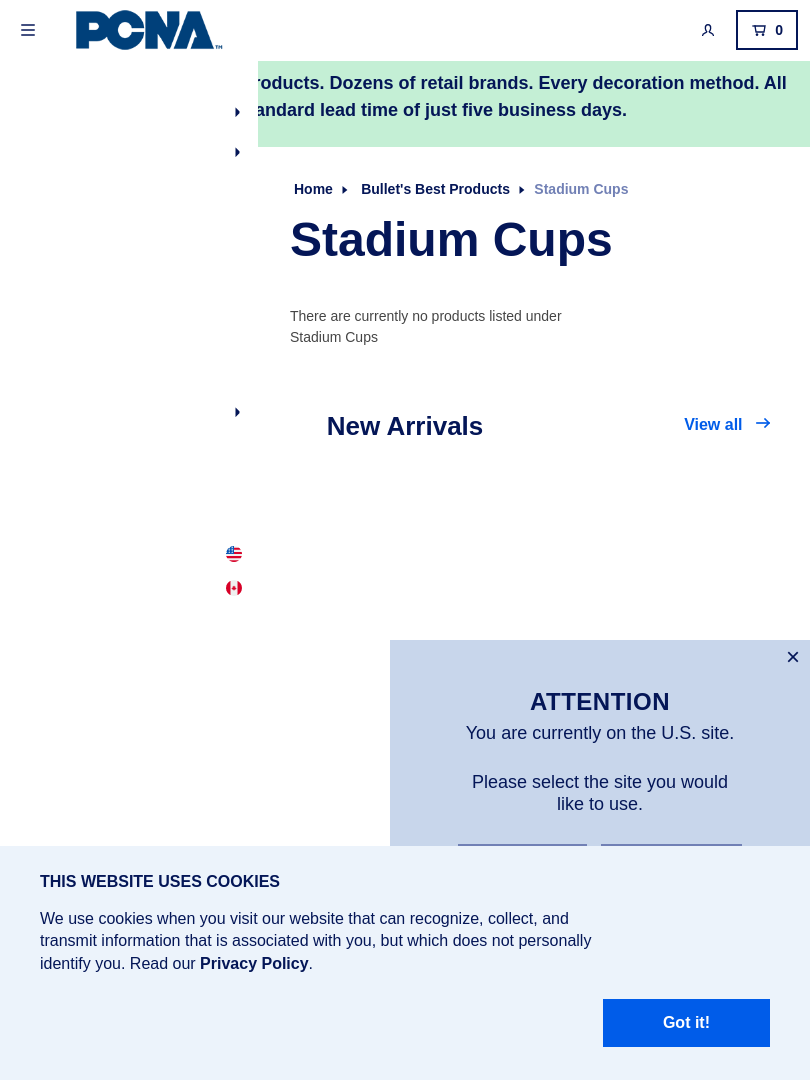 PCNA™
0
roducts. Dozens of retail brands. Every decoration method. All
andard lead time of just five business days.
Home Bullet's Best Products Stadium Cups
Stadium Cups
There are currently no products listed under
Stadium Cups
New Arrivals
View all
ATTENTION
You are currently on the U.S. site.
Please select the site you would
like to use.
THIS WEBSITE USES COOKIES
We use cookies when you visit our website that can recognize, collect, and
transmit information that is associated with you, but which does not personally
identify you. Read our Privacy Policy.
Got it!